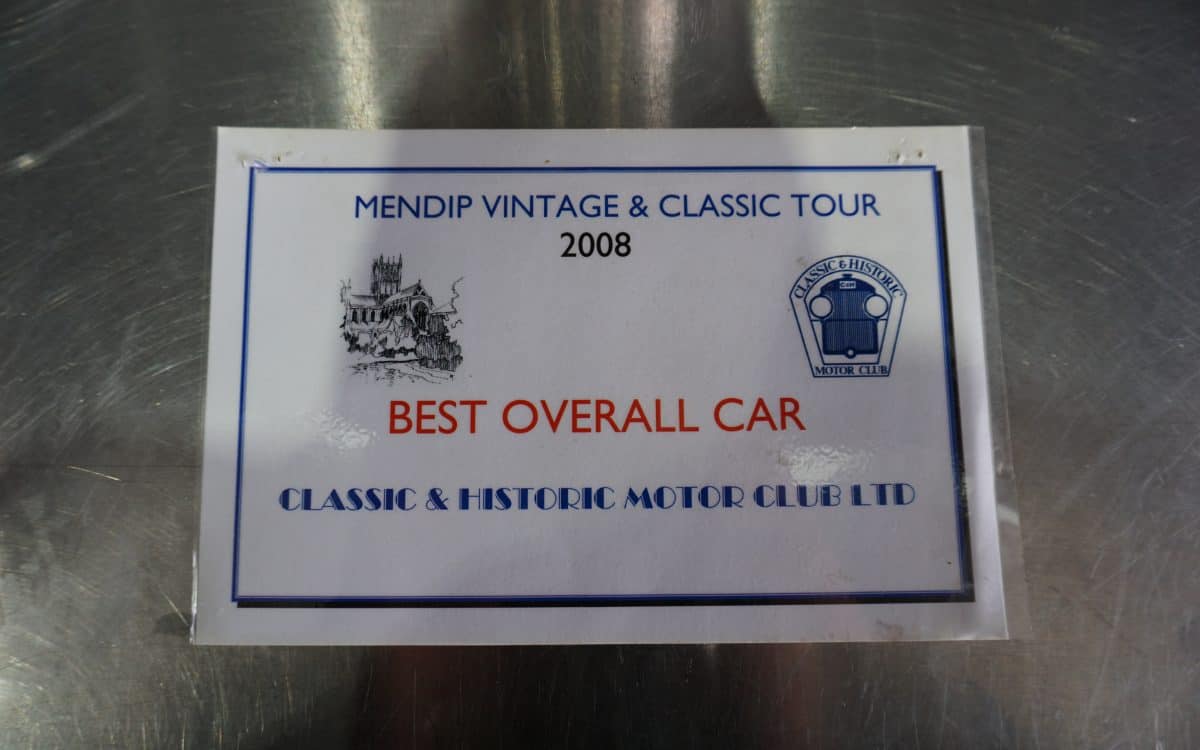 MENDIP VINTAGE & CLASSIC TOUR
2008
CLASSIC & HISTORIC
MOTOR CLUB
BEST OVERALL CAR
CLASSIC & HISTORIC MOTOR CLUB LTD